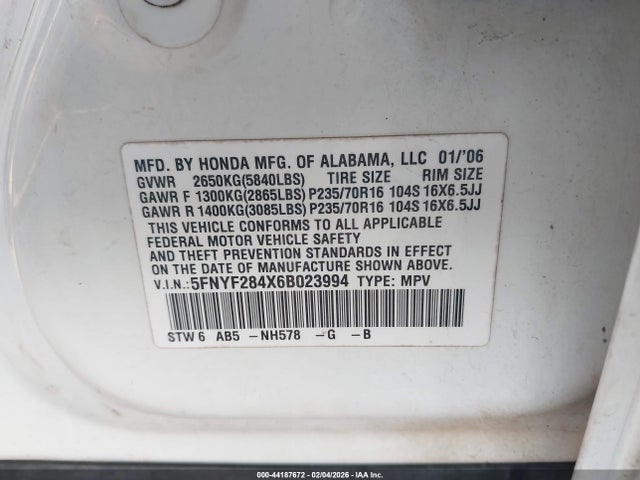 MFD. BY HONDA MFG. OF ALABAMA, LLC 01/'06
GVWR 2650KG(5840LBS) TIRE SIZE RIM SIZE
GAWR F 1300KG(2865LBS) P235/70R16 104S 16X6.5JJ
GAWR R 1400KG(3085LBS) P235/70R16 104S 16X6.5JJ
THIS VEHICLE CONFORMS TO ALL APPLICABLE
FEDERAL MOTOR VEHICLE SAFETY
AND THEFT PREVENTION STANDARDS IN EFFECT
ON THE DATE OF MANUFACTURE SHOWN ABOVE.
V.I.N.: 5FNYF284X6B023994 TYPE: MPV
STW 6 AB5 -NH578 -G -B
000-44187672 - 02/04/2026 - IAA Inc.